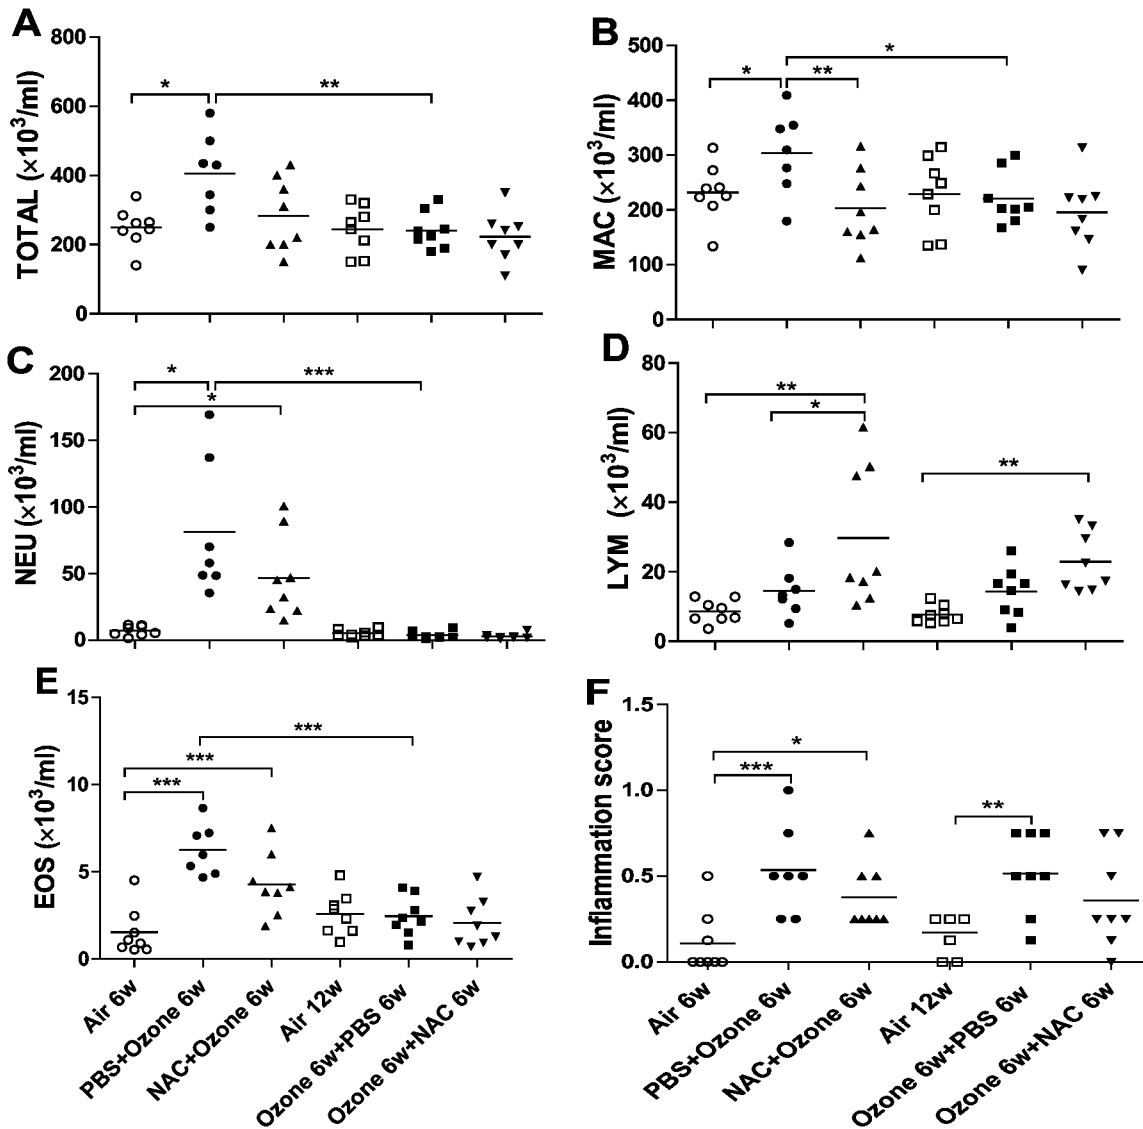 A
TOTAL (×10³/ml)
800
600
400
200
0
*
**
B
MAC (×10³/ml)
500
400
300
200
100
0
*
**
*
C
NEU (×10³/ml)
200
150
100
50
0
*
***
*
D
LYM (×10³/ml)
80
60
40
20
0
**
*
**
E
EOS (×10³/ml)
15
10
5
0
***
***
***
Air 6w
PBS+Ozone 6w
NAC+Ozone 6w
Air 12w
Ozone 6w+PBS 6w
Ozone 6w+NAC 6w
F
Inflammation score
1.5
1.0
0.5
0.0
*
***
**
Air 6w
PBS+Ozone 6w
NAC+Ozone 6w
Air 12w
Ozone 6w+PBS 6w
Ozone 6w+NAC 6w